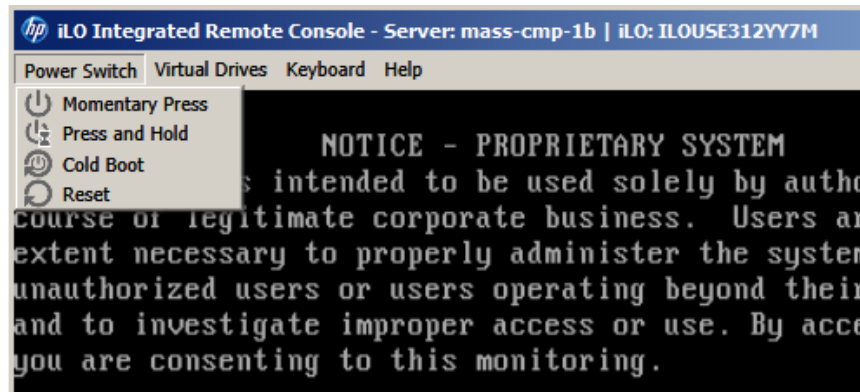 hp iLO Integrated Remote Console - Server: mass-cmp-1b | iLO: ILOUSE312YY7M
Power Switch Virtual Drives Keyboard Help
Momentary Press
Press and Hold
Cold Boot
Reset
NOTICE - PROPRIETARY SYSTEM
s intended to be used solely by autho
course of legitimate corporate business. Users ar
extent necessary to properly administer the system
unauthorized users or users operating beyond their
and to investigate improper access or use. By acce
you are consenting to this monitoring.